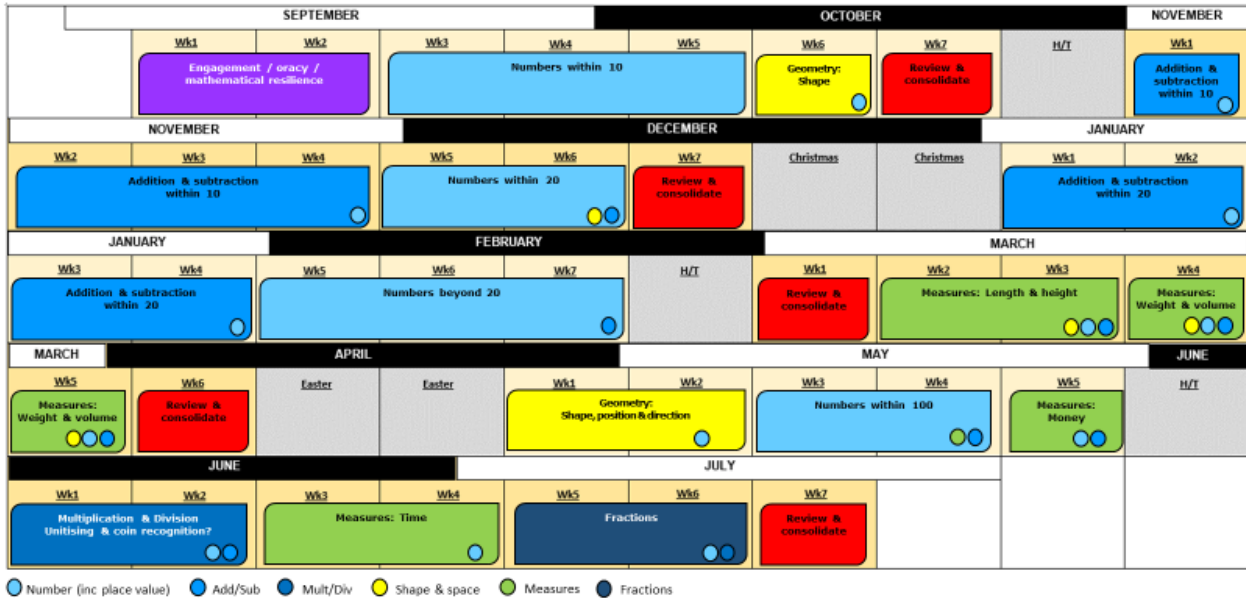 SEPTEMBER OCTOBER NOVEMBER
Wk1 Wk2 Wk3 Wk4 Wk5 Wk6 Wk7 H/T Wk1
Engagement / oracy /
mathematical resilience
Numbers within 10
Geometry:
Shape
Review &
consolidate
Addition &
subtraction
within 10
NOVEMBER DECEMBER JANUARY
Wk2 Wk3 Wk4 Wk5 Wk6 Wk7 Christmas Christmas Wk1 Wk2
Addition & subtraction
within 10
Numbers within 20
Review &
consolidate
Addition & subtraction
within 20
JANUARY FEBRUARY MARCH
Wk3 Wk4 Wk5 Wk6 Wk7 H/T Wk1 Wk2 Wk3 Wk4
Addition & subtraction
within 20
Numbers beyond 20
Review &
consolidate
Measures: Length & height
Measures:
Weight & volume
MARCH APRIL MAY JUNE
Wk5 Wk6 Easter Easter Wk1 Wk2 Wk3 Wk4 Wk5 H/T
Measures:
Weight & volume
Review &
consolidate
Geometry:
Shape, position & direction
Numbers within 100
Measures:
Money
JUNE JULY
Wk1 Wk2 Wk3 Wk4 Wk5 Wk6 Wk7
Multiplication & Division
Unitising & coin recognition?
Measures: Time
Fractions
Review &
consolidate
Number (inc place value) Add/Sub Mult/Div Shape & space Measures Fractions